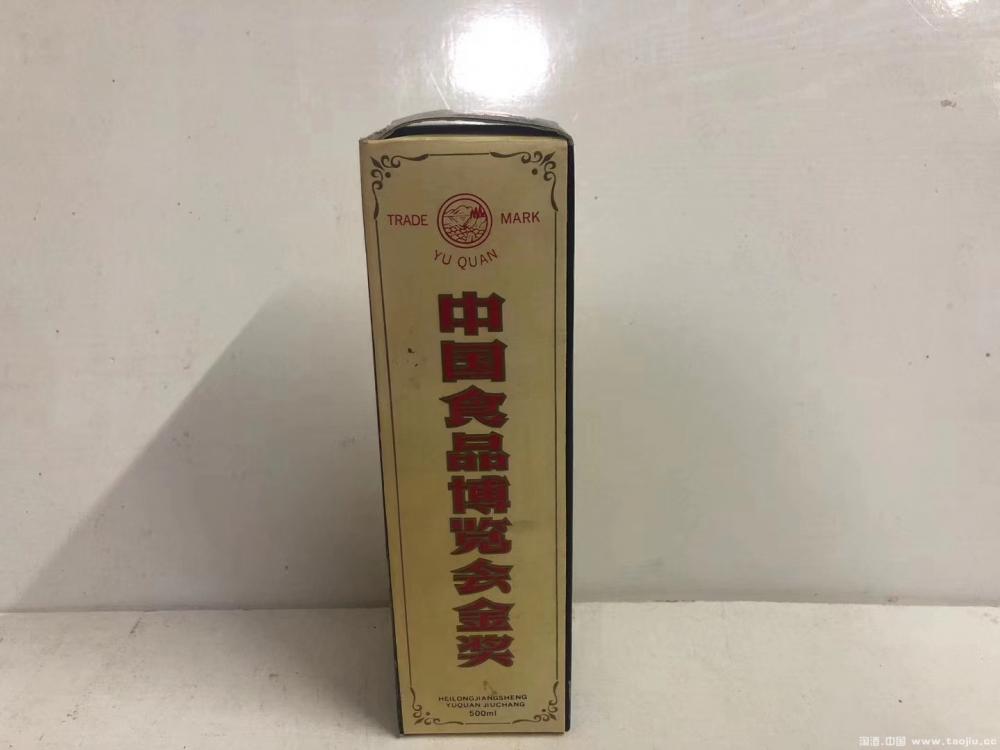 TRADE MARK
YU QUAN
中国食品博览会金奖
HEILONGJIANGSHENG
YUQUAN JIUCHANG
500ml
淘酒.中国 www.taojiu.cc